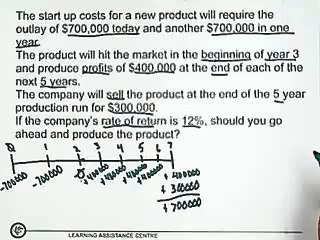 The start up costs for a new product will require the
outlay of $700,000 today and another $700,000 in one
year.
The product will hit the market in the beginning of year 3
and produce profits of $400,000 at the end of each of the
next 5 years.
The company will sell the product at the end of the 5 year
production run for $300,000.
If the company's rate of return is 12%, should you go
ahead and produce the product?
0 1 2 3 4 5 6 7
-700000 -700000 0 +400000 +400000 +400000 +400000 +400000
+ 300000
+700000
LEARNING ASSISTANCE CENTRE